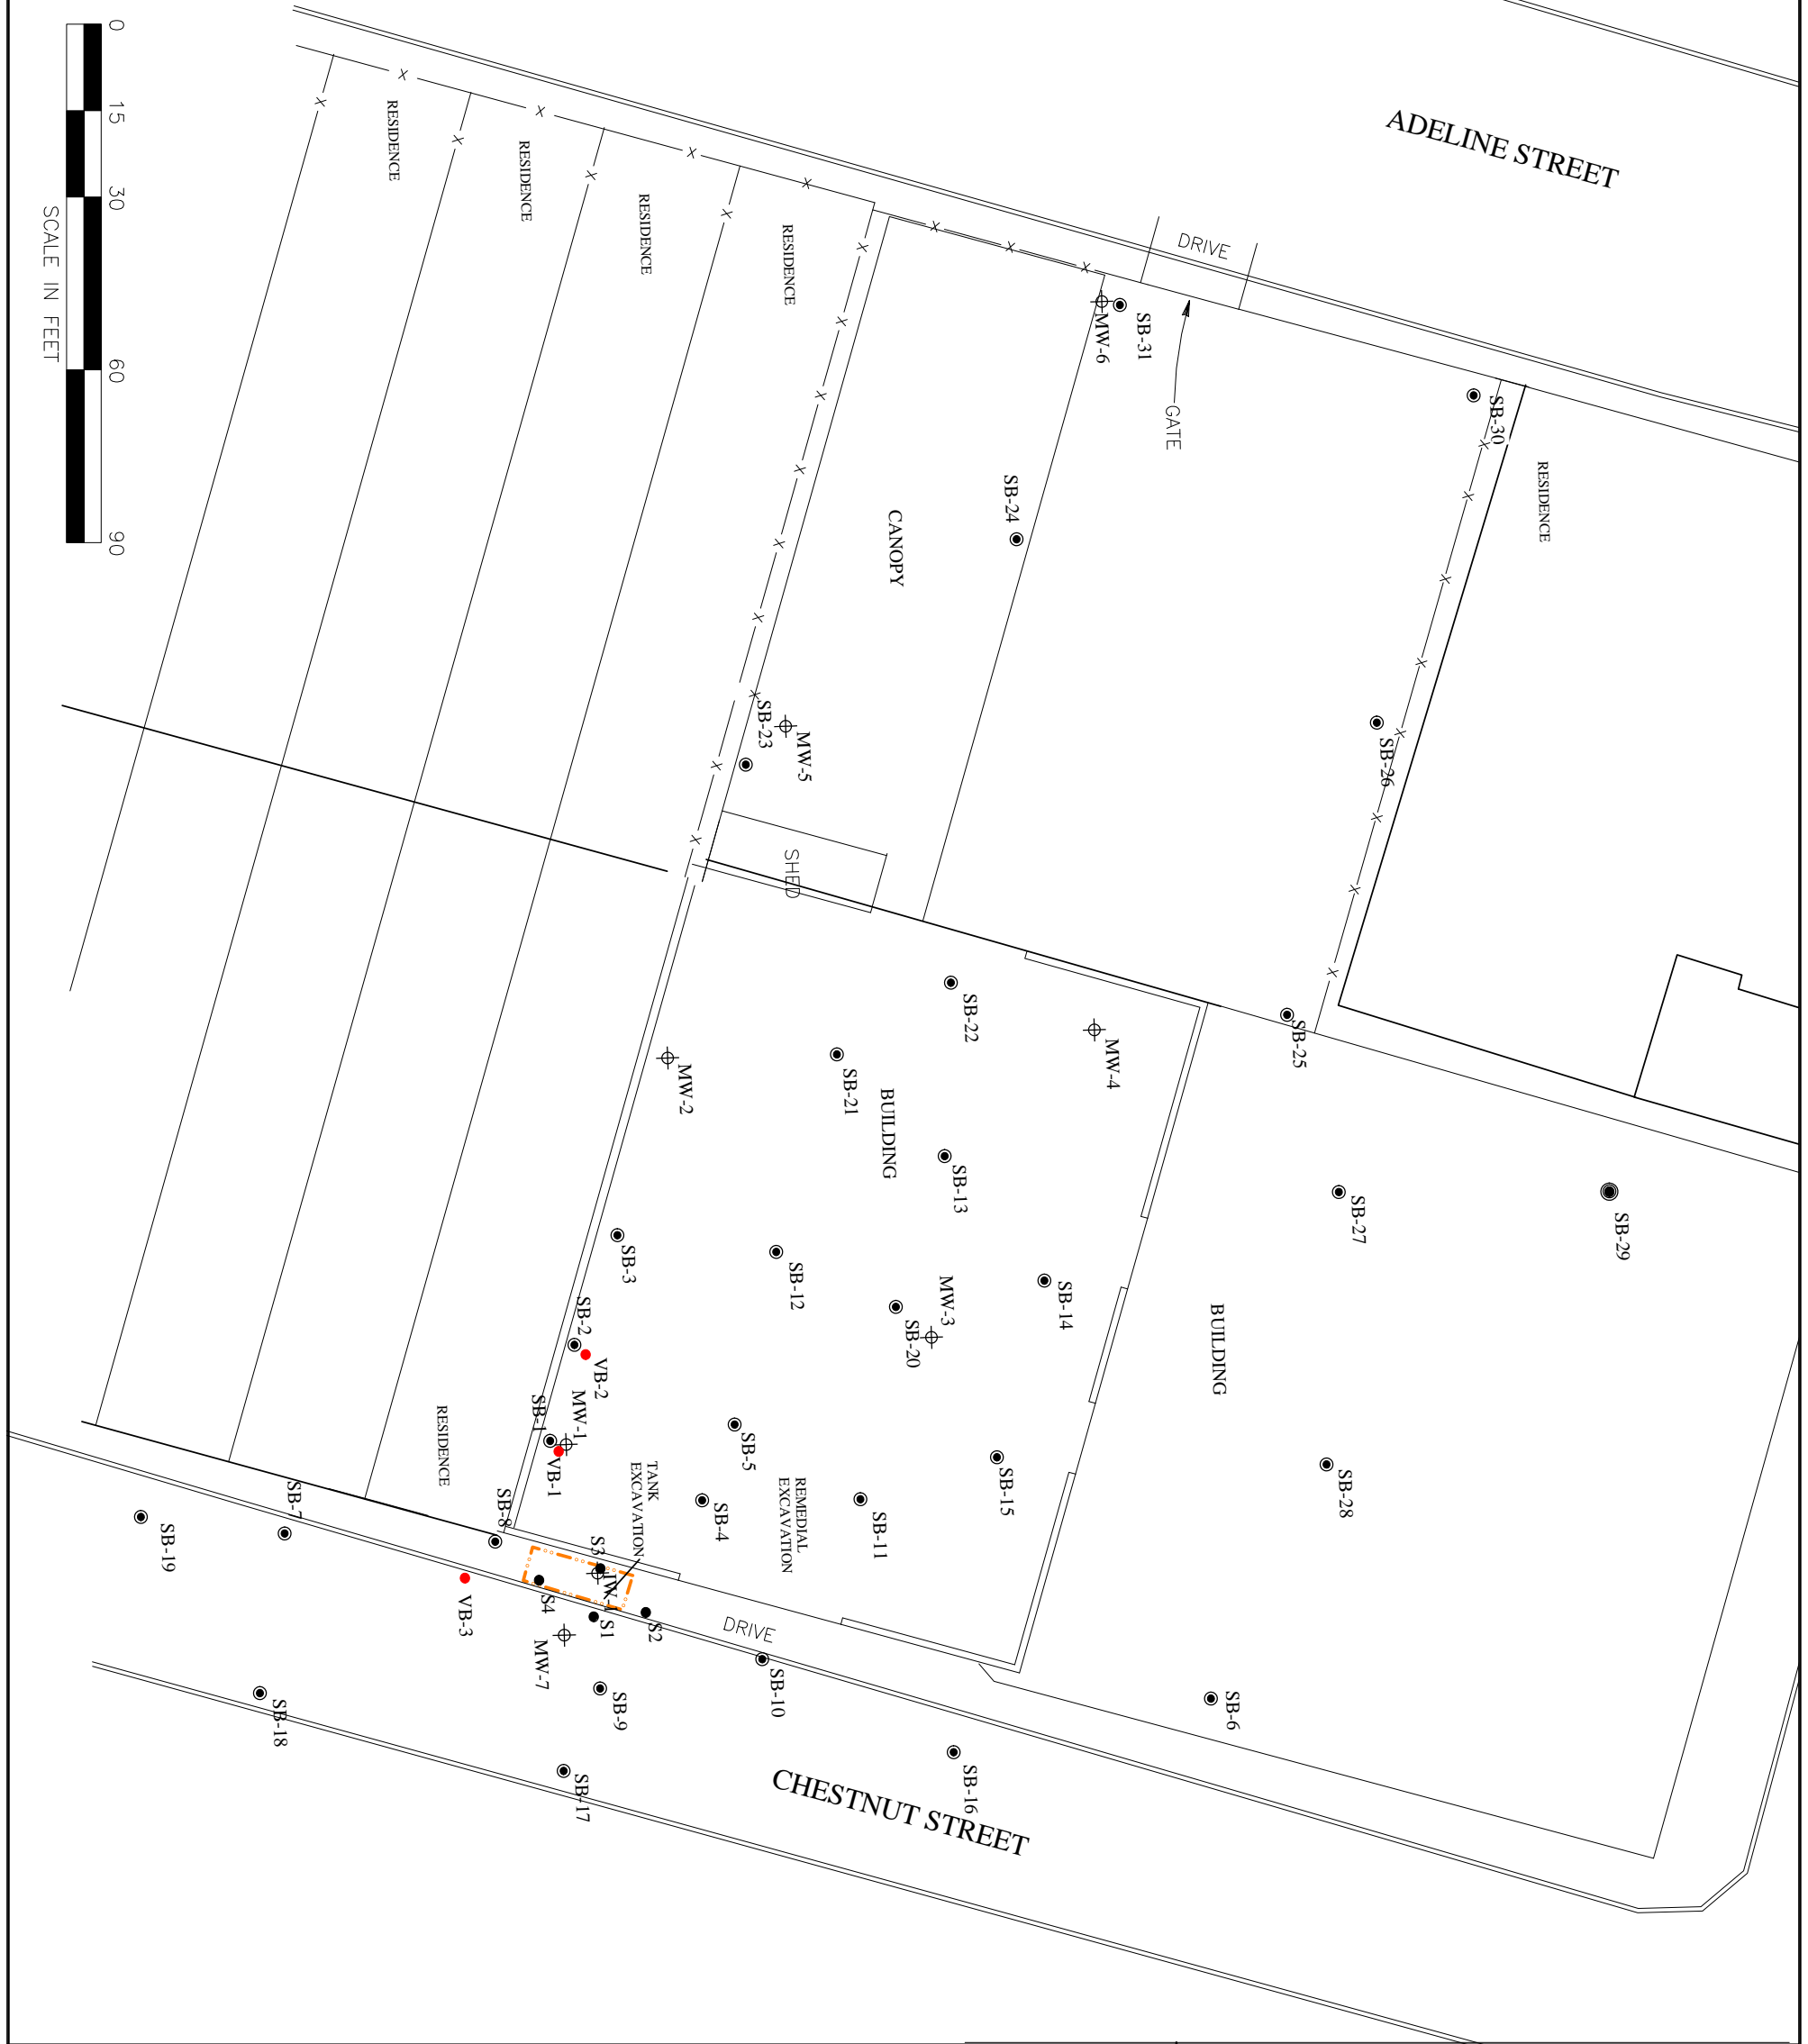 ADELINE STREET
0
15
30
60
90
SCALE IN FEET
RESIDENCE
RESIDENCE
RESIDENCE
RESIDENCE
DRIVE
GATE
SB-31
MW-6
SB-30
RESIDENCE
SB-24
CANOPY
SB-23
MW-5
SB-26
SHED
SB-22
MW-4
SB-25
MW-2
SB-21
BUILDING
SB-13
SB-27
SB-29
SB-3
SB-12
SB-14
MW-3
SB-20
BUILDING
SB-2
VB-2
MW-1
SB-1
VB-1
SB-5
SB-15
SB-28
RESIDENCE
TANK
EXCAVATION
REMEDIAL
EXCAVATION
SB-4
SB-11
SB-7
SB-8
SB-19
S3
IW-1
S4
S1
S2
VB-3
MW-7
DRIVE
SB-10
SB-9
SB-6
SB-18
SB-17
SB-16
CHESTNUT STREET